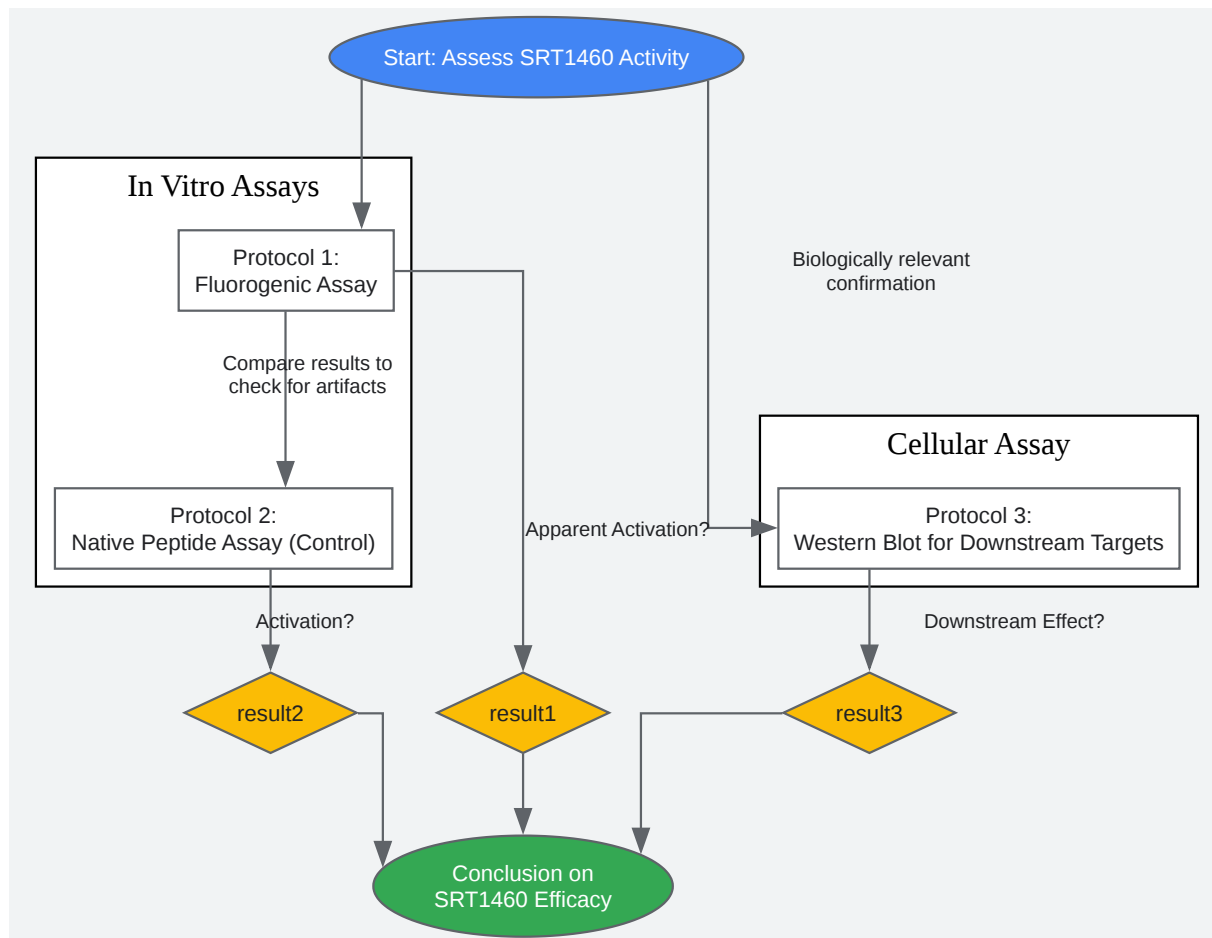 Start: Assess SRT1460 Activity
In Vitro Assays
Protocol 1:
Fluorogenic Assay
Biologically relevant
confirmation
Compare results to
check for artifacts
Cellular Assay
Protocol 2:
Native Peptide Assay (Control)
Apparent Activation?
Protocol 3:
Western Blot for Downstream Targets
Activation?
Downstream Effect?
result2
result1
result3
Conclusion on
SRT1460 Efficacy